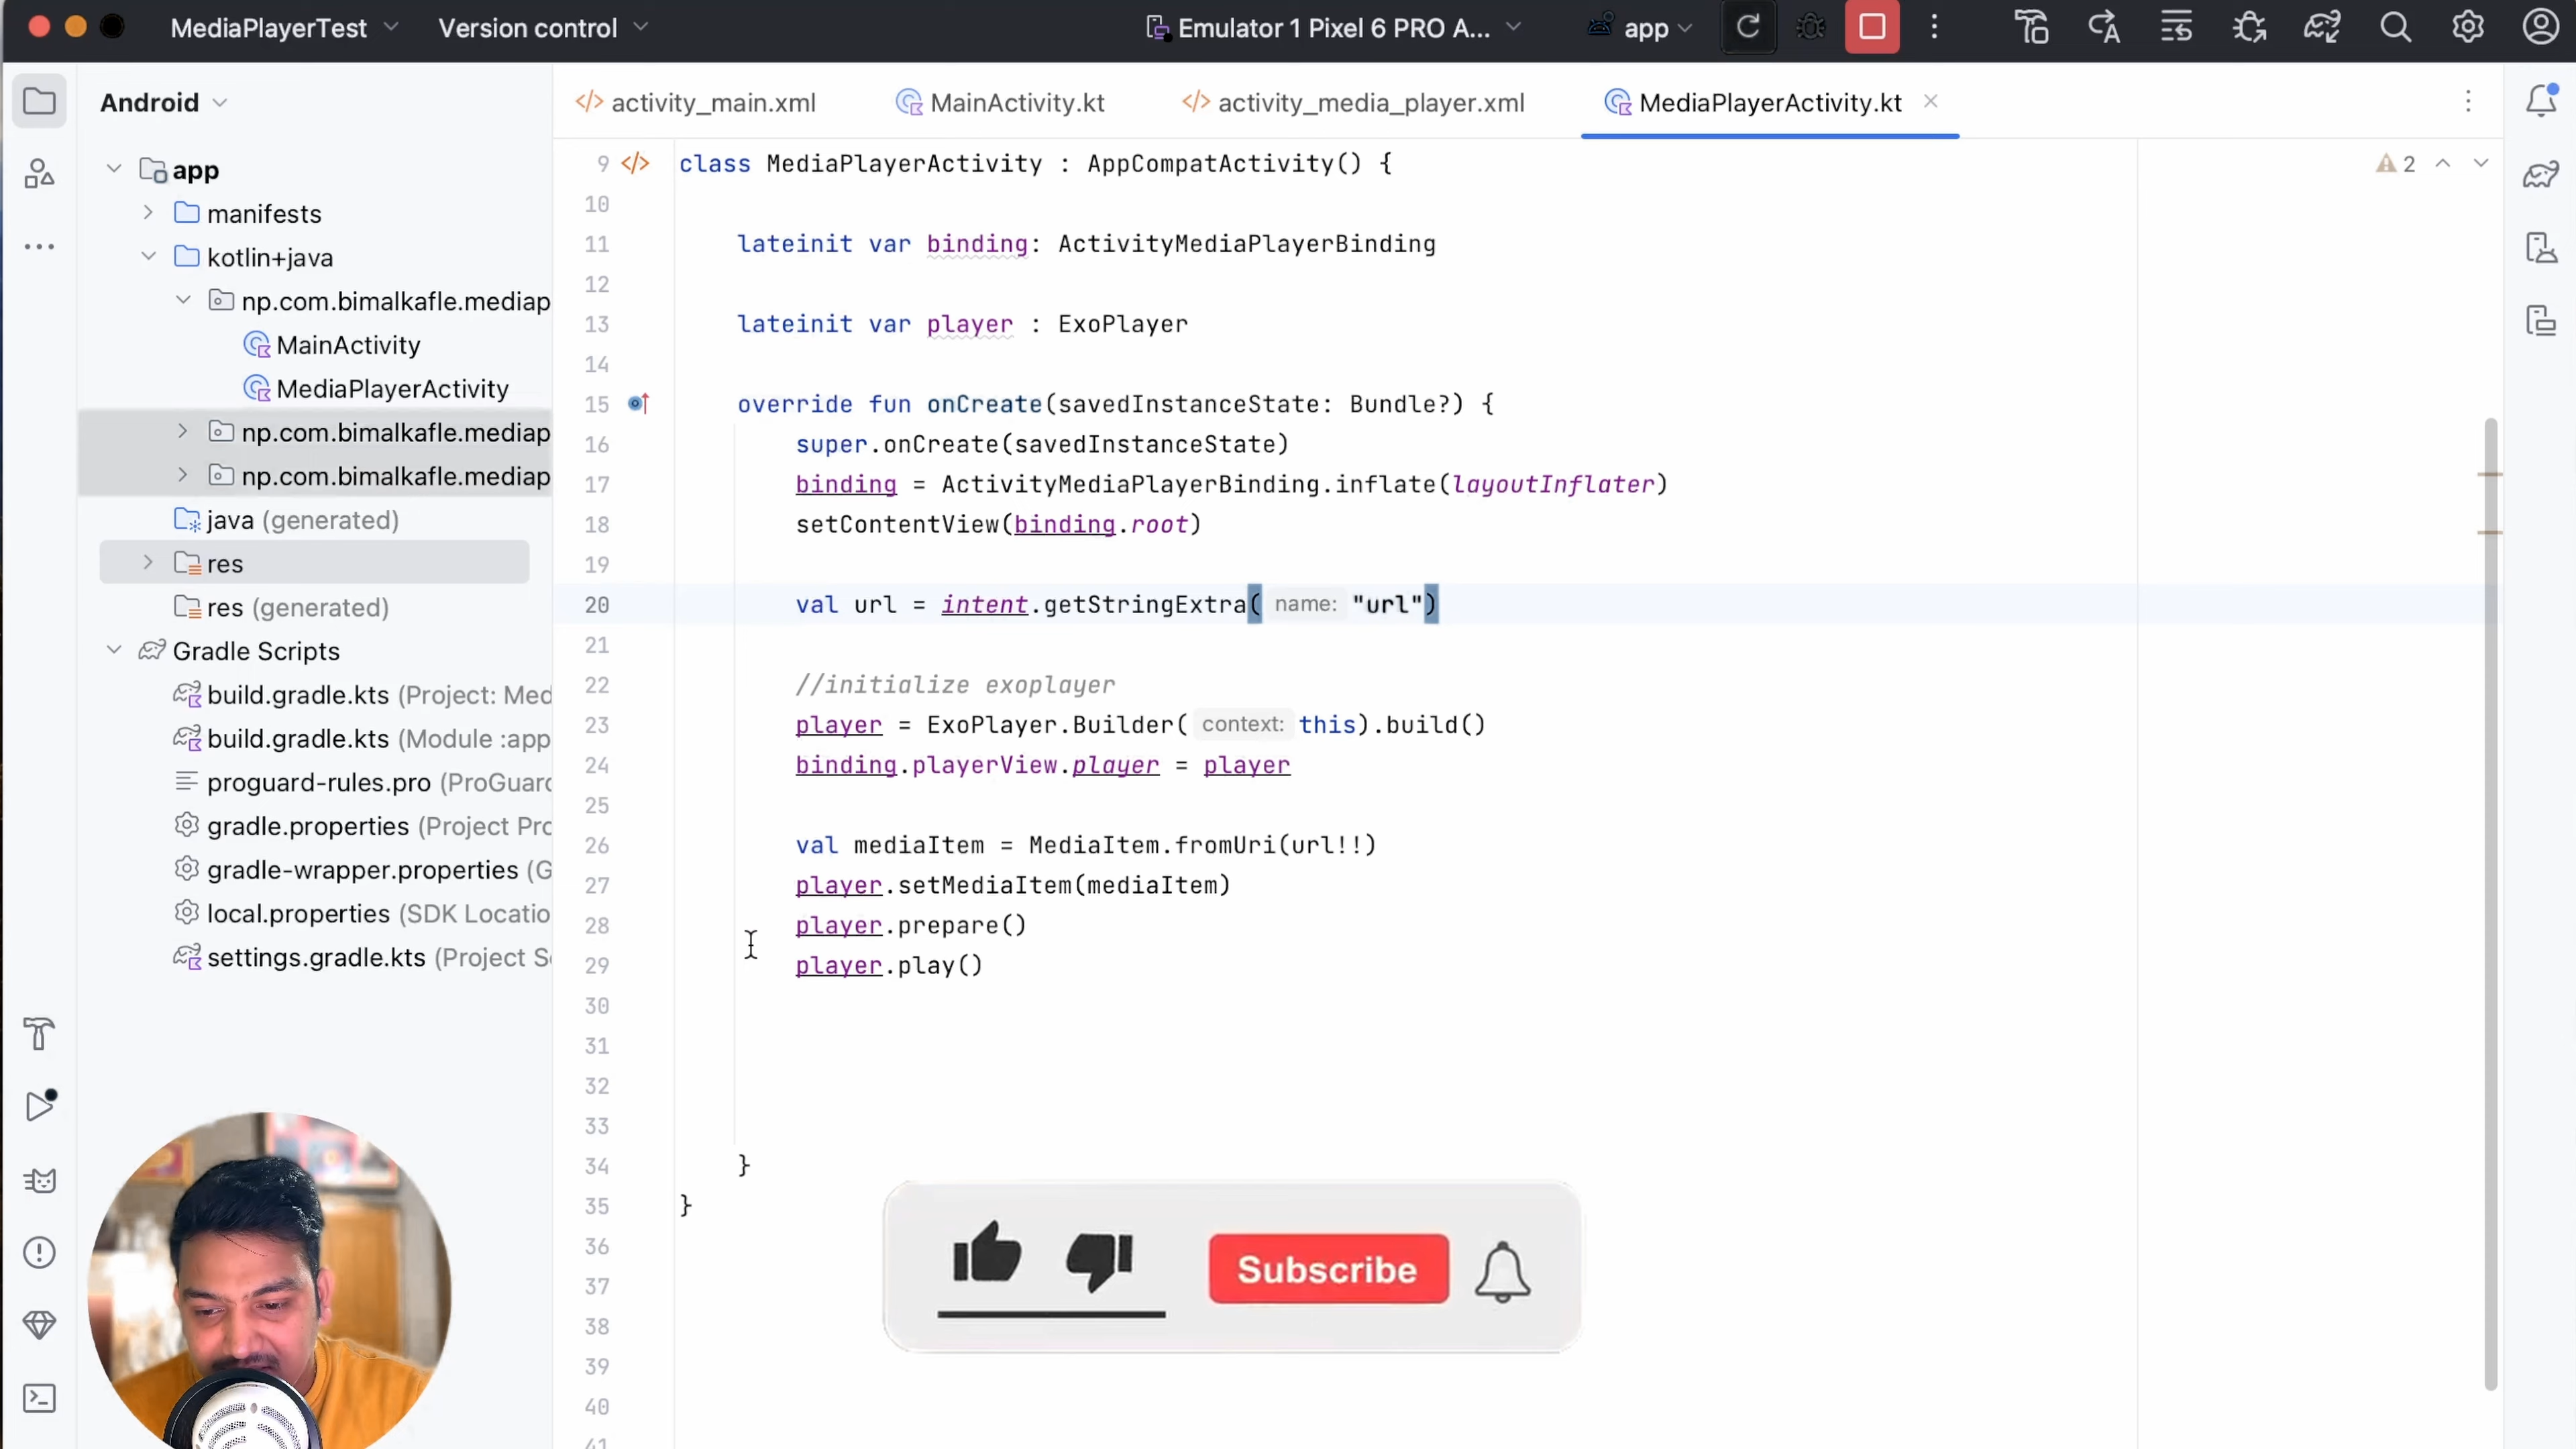 MediaPlayerTest
Version control
Emulator 1 Pixel 6 PRO A...
app
Android
activity_main.xml
MainActivity.kt
activity_media_player.xml
MediaPlayerActivity.kt
app
manifests
kotlin+java
np.com.bimalkafle.mediap
MainActivity
MediaPlayerActivity
np.com.bimalkafle.mediap
np.com.bimalkafle.mediap
java (generated)
res
res (generated)
Gradle Scripts
build.gradle.kts (Project: Med
build.gradle.kts (Module :app
proguard-rules.pro (ProGuard
gradle.properties (Project Pro
gradle-wrapper.properties (G
local.properties (SDK Locatio
settings.gradle.kts (Project Se
2
9 </> class MediaPlayerActivity : AppCompatActivity() {
10
11 lateinit var binding: ActivityMediaPlayerBinding
12
13 lateinit var player : ExoPlayer
14
15 override fun onCreate(savedInstanceState: Bundle?) {
16 super.onCreate(savedInstanceState)
17 binding = ActivityMediaPlayerBinding.inflate(layoutInflater)
18 setContentView(binding.root)
19
20 val url = intent.getStringExtra( name: "url")
21
22 //initialize exoplayer
23 player = ExoPlayer.Builder( context: this).build()
24 binding.playerView.player = player
25
26 val mediaItem = MediaItem.fromUri(url!!)
27 player.setMediaItem(mediaItem)
28 player.prepare()
29 player.play()
30
31
32
33
34 }
35 }
36
37
38
39
40
41
Subscribe